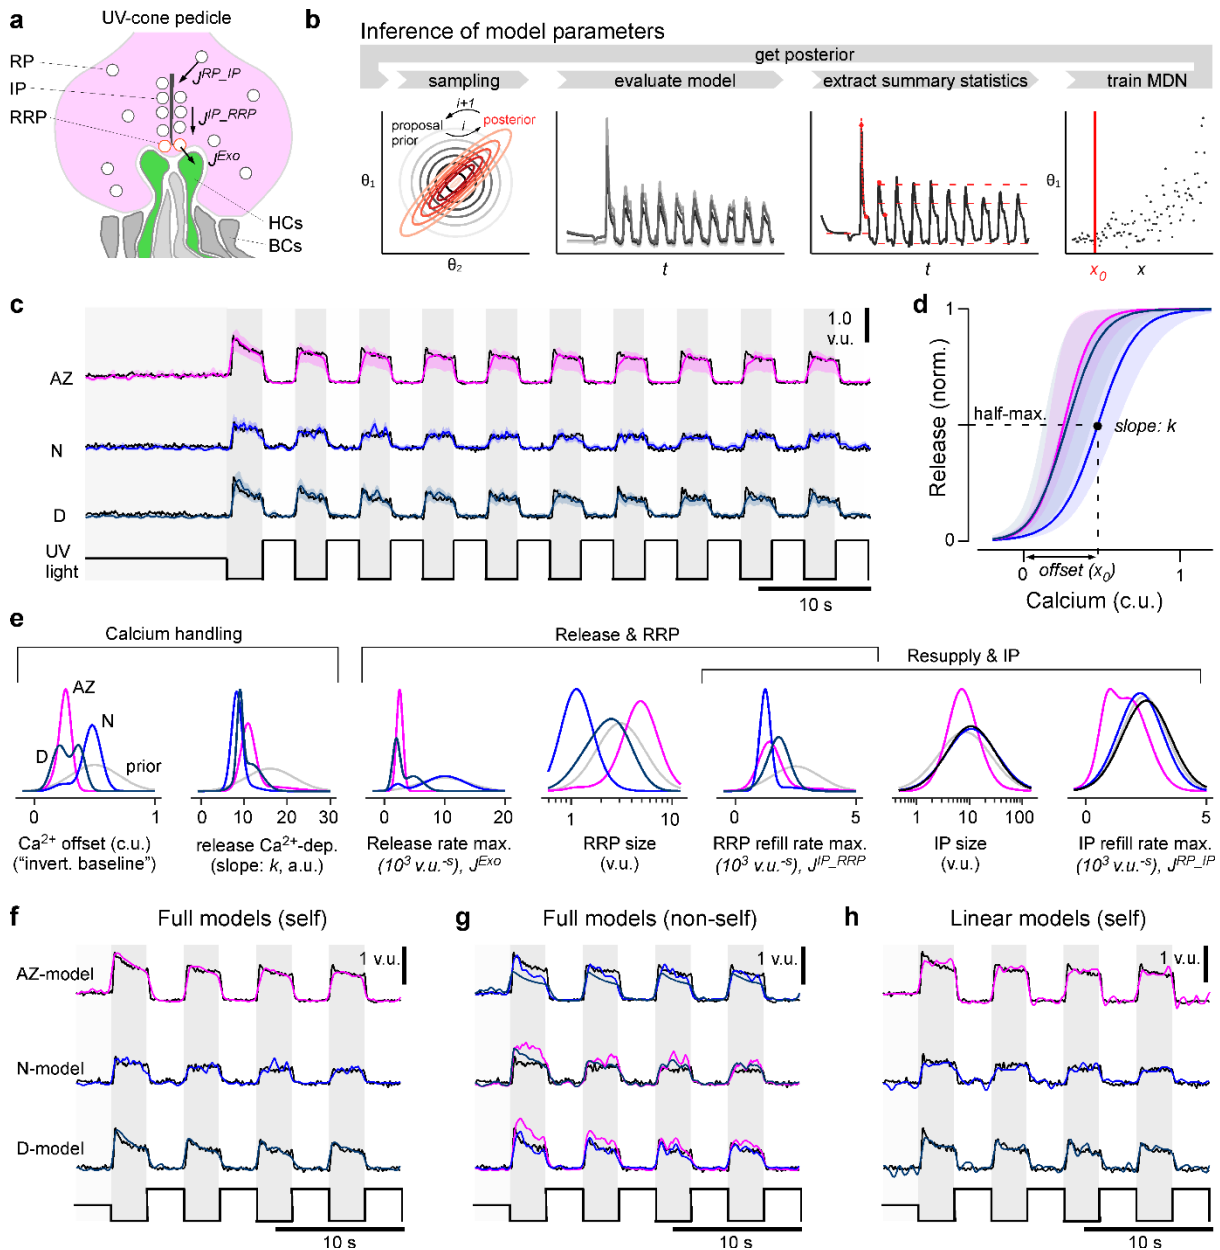 a
UV-cone pedicle
RP
IP
RRP
J^RP_IP
J^IP_RRP
J^Exo
HCs
BCs
b
Inference of model parameters
get posterior
sampling
evaluate model
extract summary statistics
train MDN
i+1
i
proposal
prior
posterior
θ1
θ2
t
t
θ1
x0
x
c
1.0
v.u.
AZ
N
D
UV
light
10 s
d
1
Release (norm.)
half-max.
slope: k
0
0
offset (x0)
1
Calcium (c.u.)
e
Calcium handling
Release & RRP
Resupply & IP
AZ
N
D
prior
0 1
Ca2+ offset (c.u.)
("invert. baseline")
0 10 20 30
release Ca2+-dep.
(slope: k, a.u.)
0 10 20
Release rate max.
(10^3 v.u.^-s), J^Exo
1 10
RRP size
(v.u.)
0 5
RRP refill rate max.
(10^3 v.u.^-s), J^IP_RRP
1 10 100
IP size
(v.u.)
0 5
IP refill rate max.
(10^3 v.u.^-s), J^RP_IP
f
Full models (self)
1 v.u.
AZ-model
N-model
D-model
10 s
g
Full models (non-self)
1 v.u.
10 s
h
Linear models (self)
1 v.u.
10 s